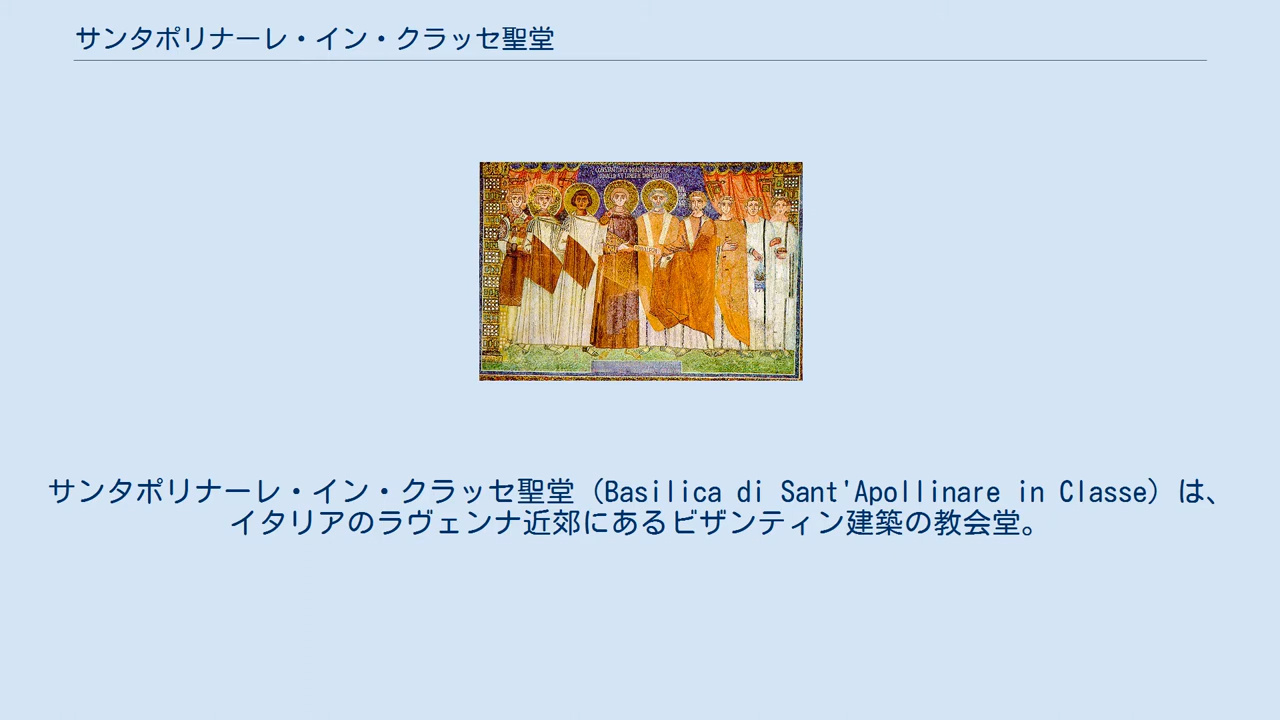 サンタポリナーレ・イン・クラッセ聖堂
サンタポリナーレ・イン・クラッセ聖堂（Basilica di Sant'Apollinare in Classe）は、
イタリアのラヴェンナ近郊にあるビザンティン建築の教会堂。